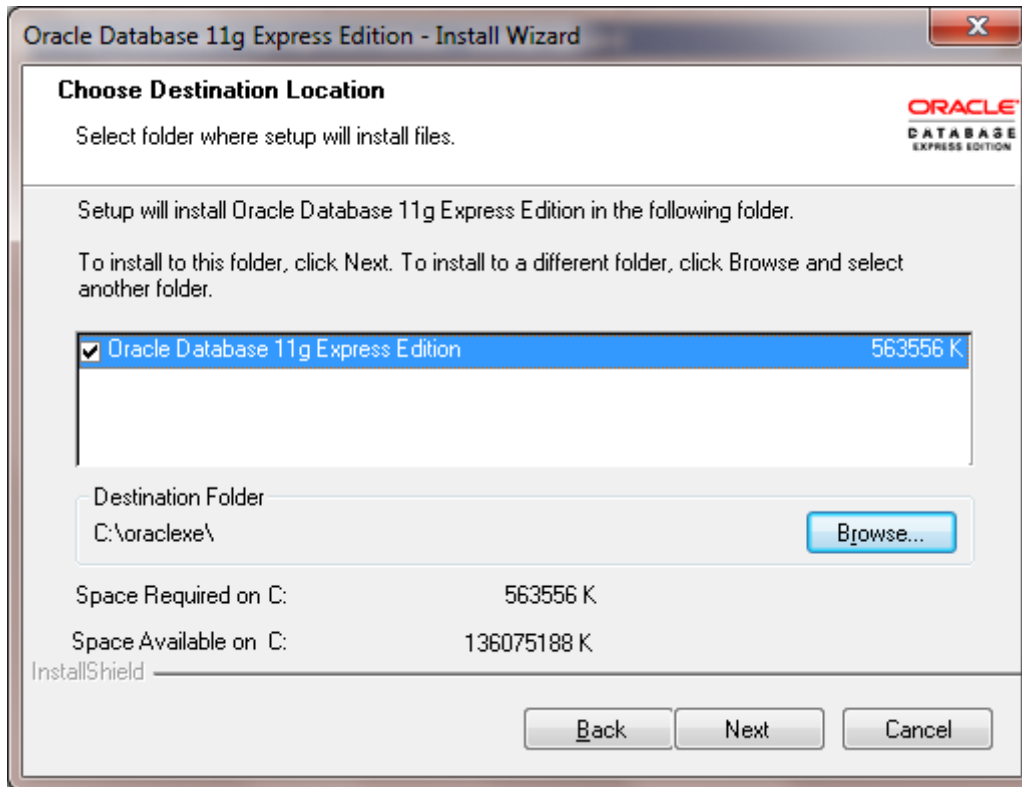 Oracle Database 11g Express Edition - Install Wizard
Choose Destination Location
Select folder where setup will install files.
ORACLE
DATABASE
EXPRESS EDITION
Setup will install Oracle Database 11g Express Edition in the following folder.
To install to this folder, click Next. To install to a different folder, click Browse and select
another folder.
Oracle Database 11g Express Edition 563556 K
Destination Folder
C:\oraclexe\ Browse...
Space Required on C: 563556 K
Space Available on C: 136075188 K
InstallShield
Back Next Cancel